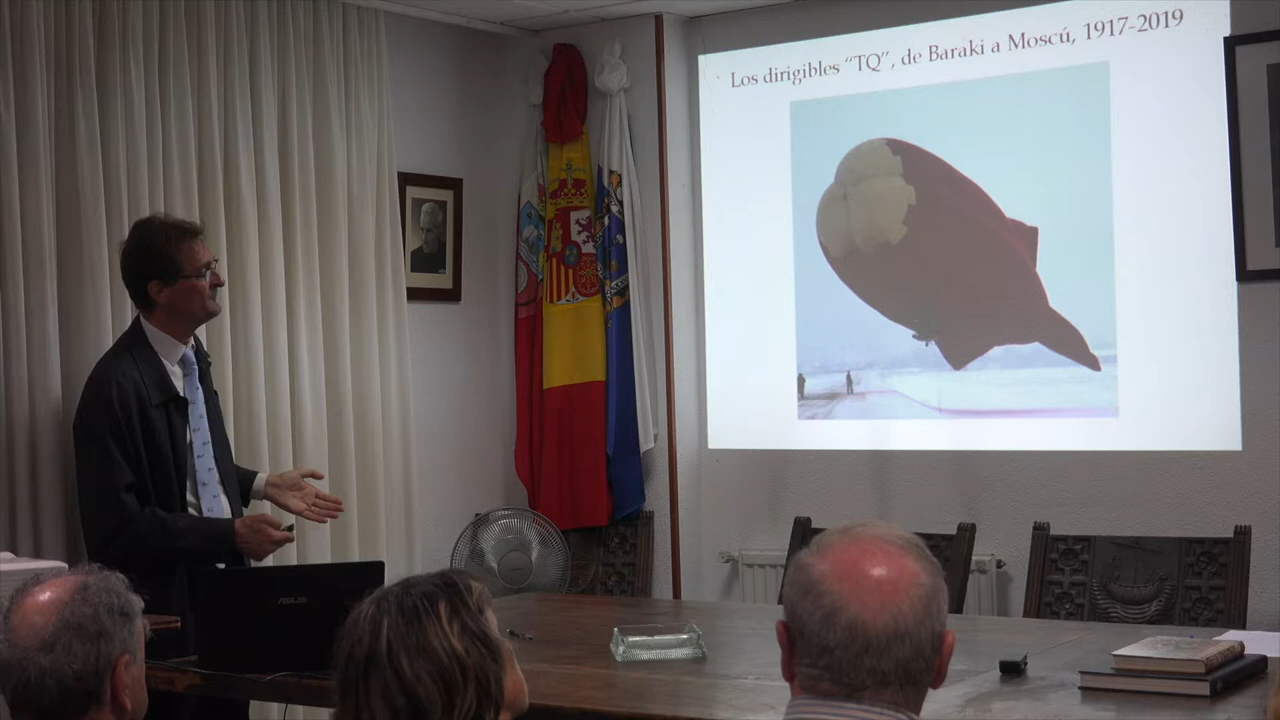 Los dirigibles “TQ”, de Baraki a Moscú, 1917-2019
ASUS